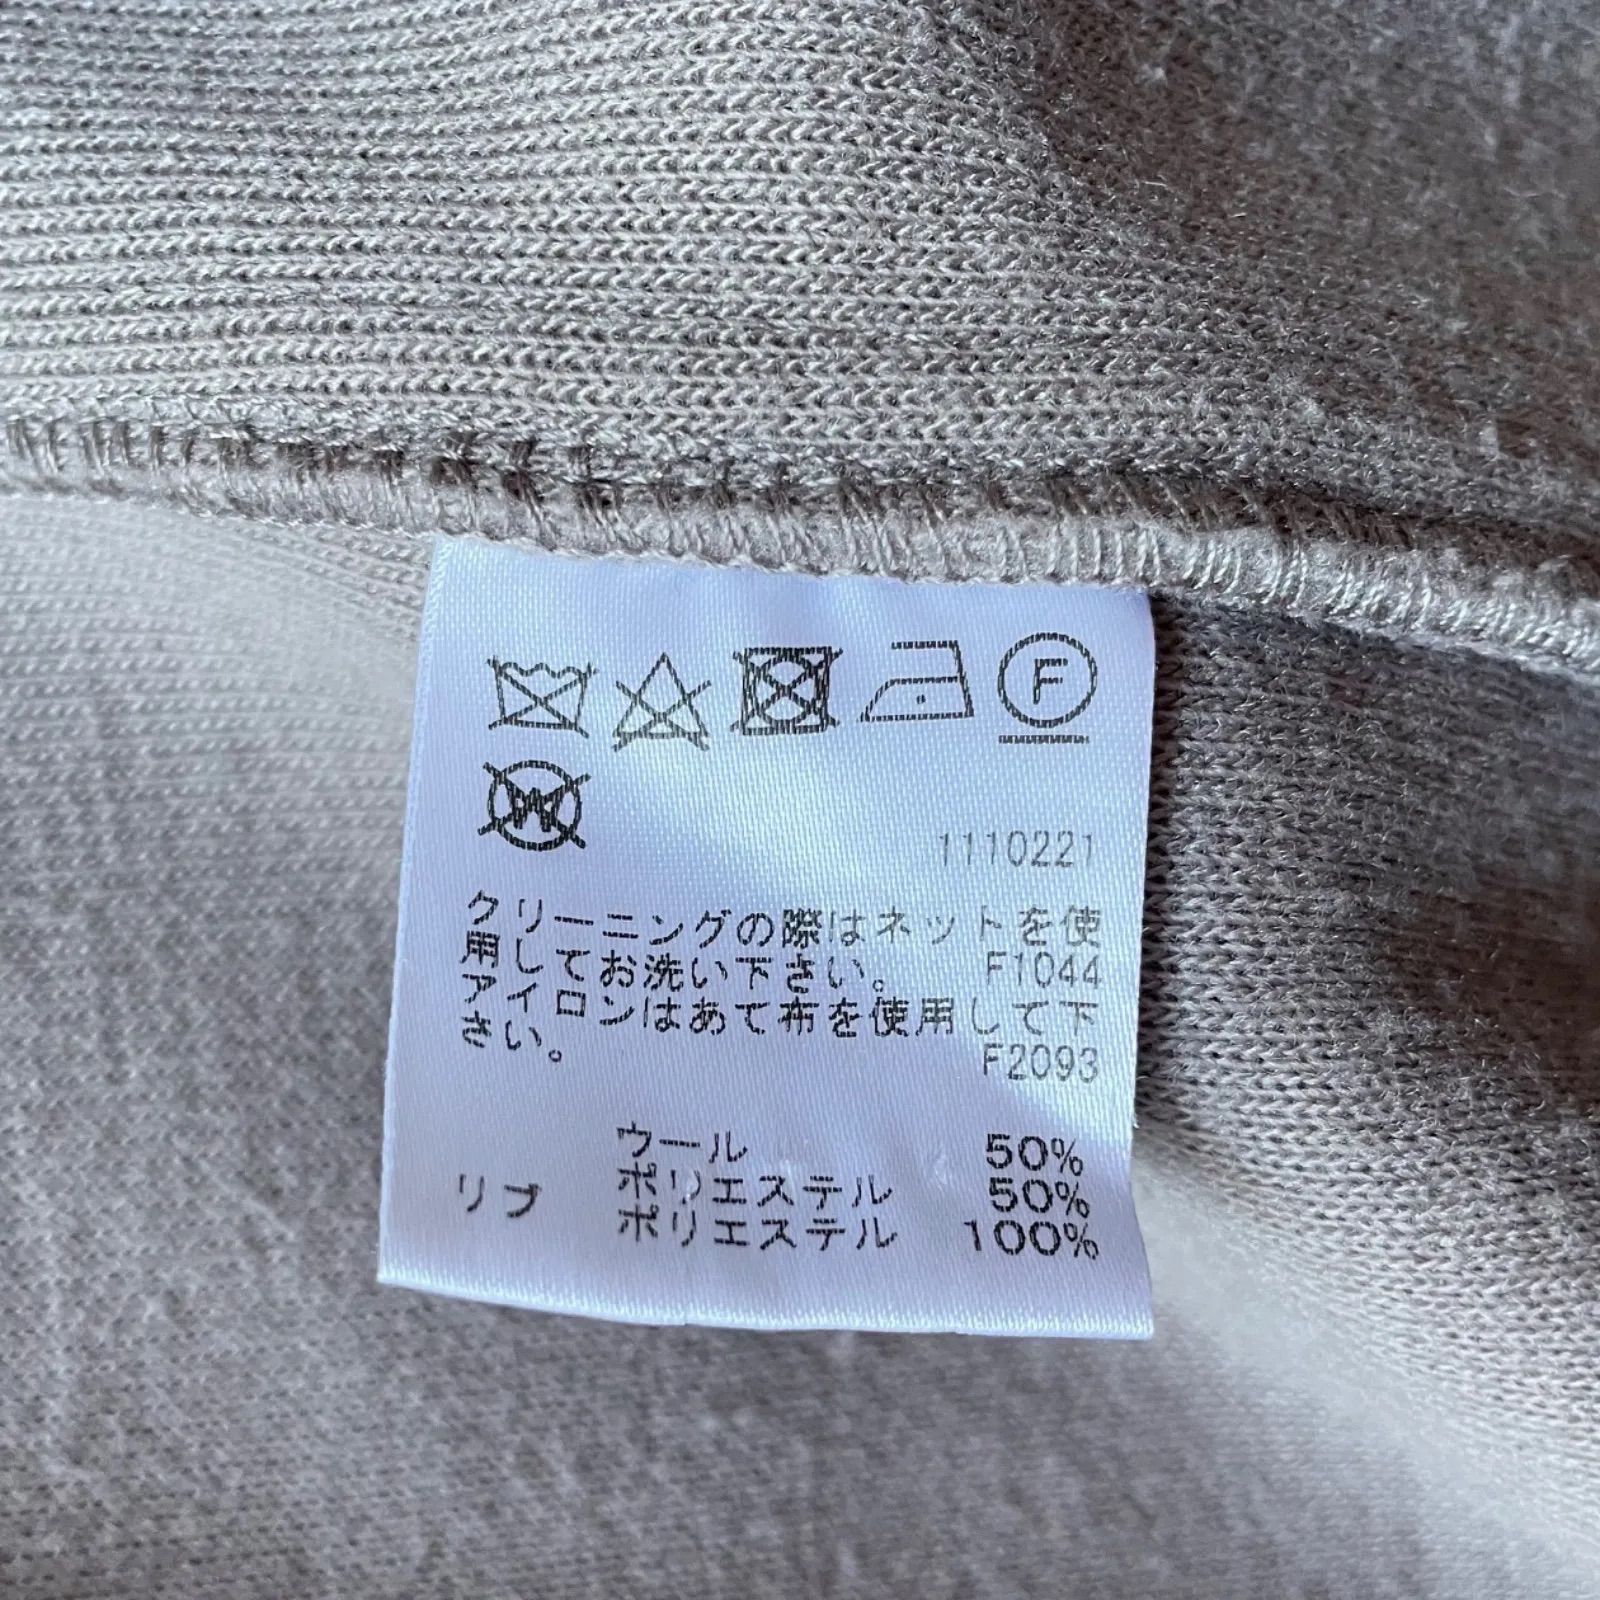 F
W
1110221
クリーニングの際はネットを使
用してお洗い下さい。 F1044
アイロンはあて布を使用して下
さい。 F2093
ウール 50%
ポリエステル 50%
リブ ポリエステル 100%